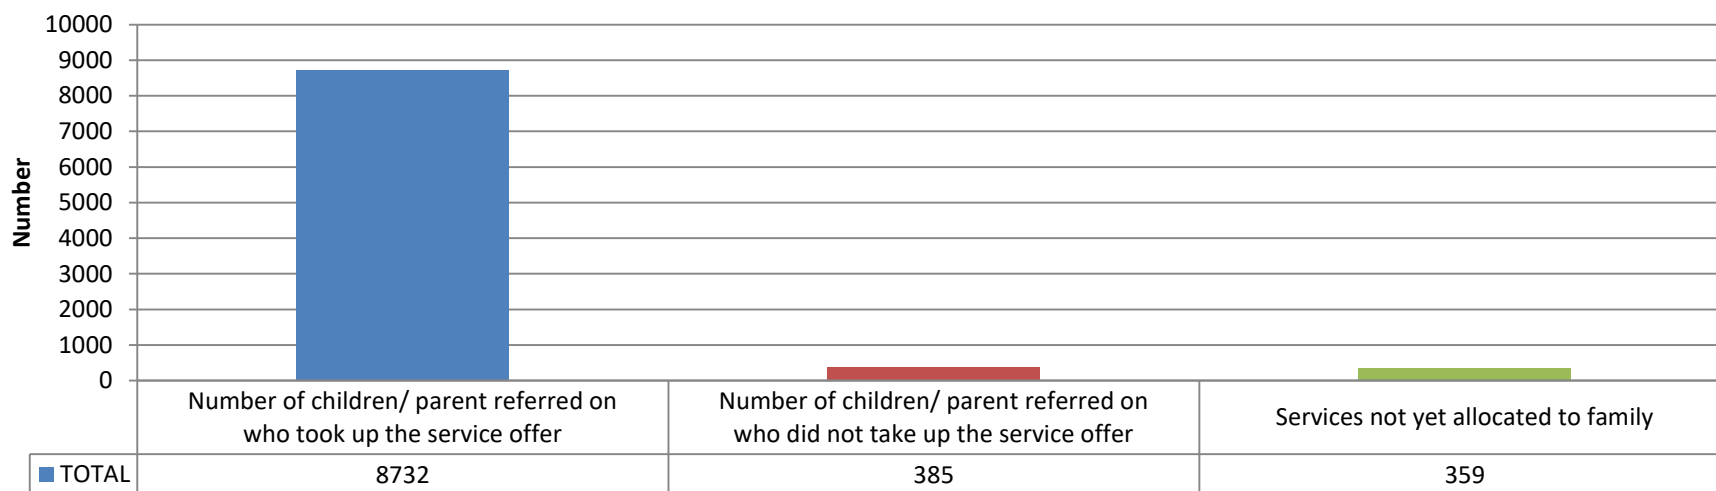 10000
9000
8000
7000
6000
5000
4000
3000
2000
1000
0
Number
Number of children/ parent referred on
who took up the service offer
Number of children/ parent referred on
who did not take up the service offer
Services not yet allocated to family
TOTAL 8732 385 359